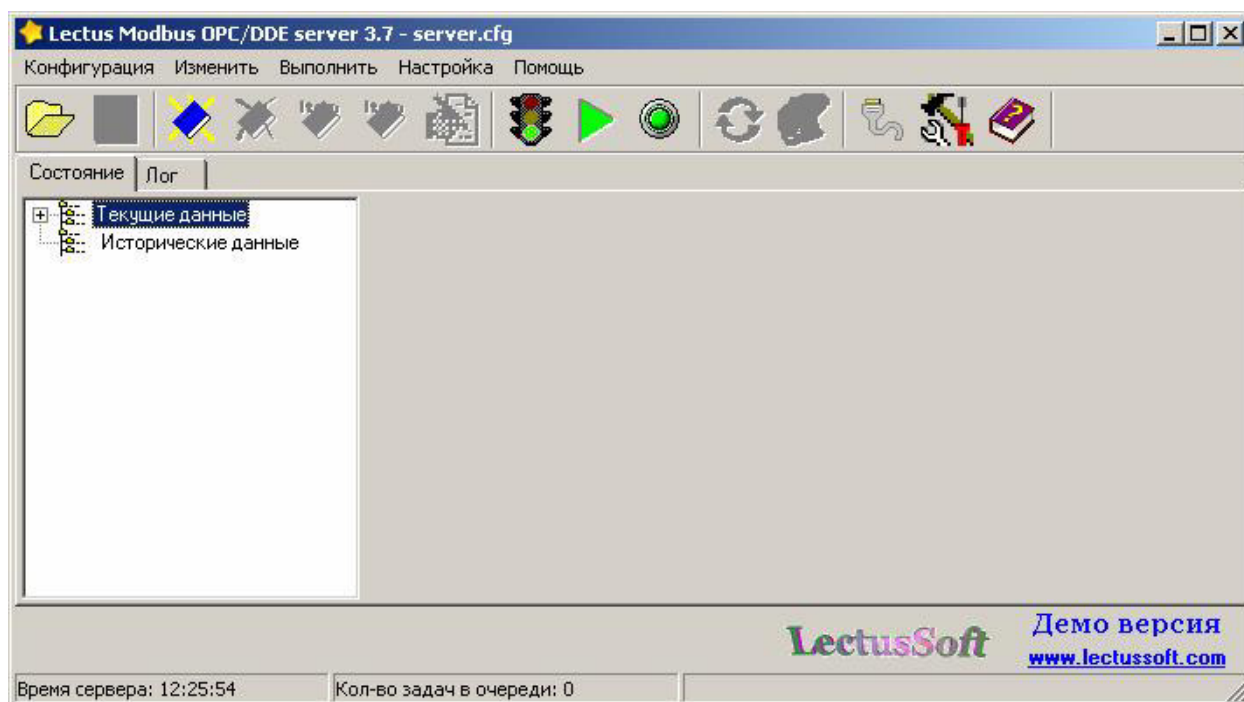 Lectus Modbus OPC/DDE server 3.7 - server.cfg
Конфигурация Изменить Выполнить Настройка Помощь
Состояние Лог
Текущие данные
Исторические данные
LectusSoft
Демо версия
www.lectussoft.com
Время сервера: 12:25:54 Кол-во задач в очереди: 0